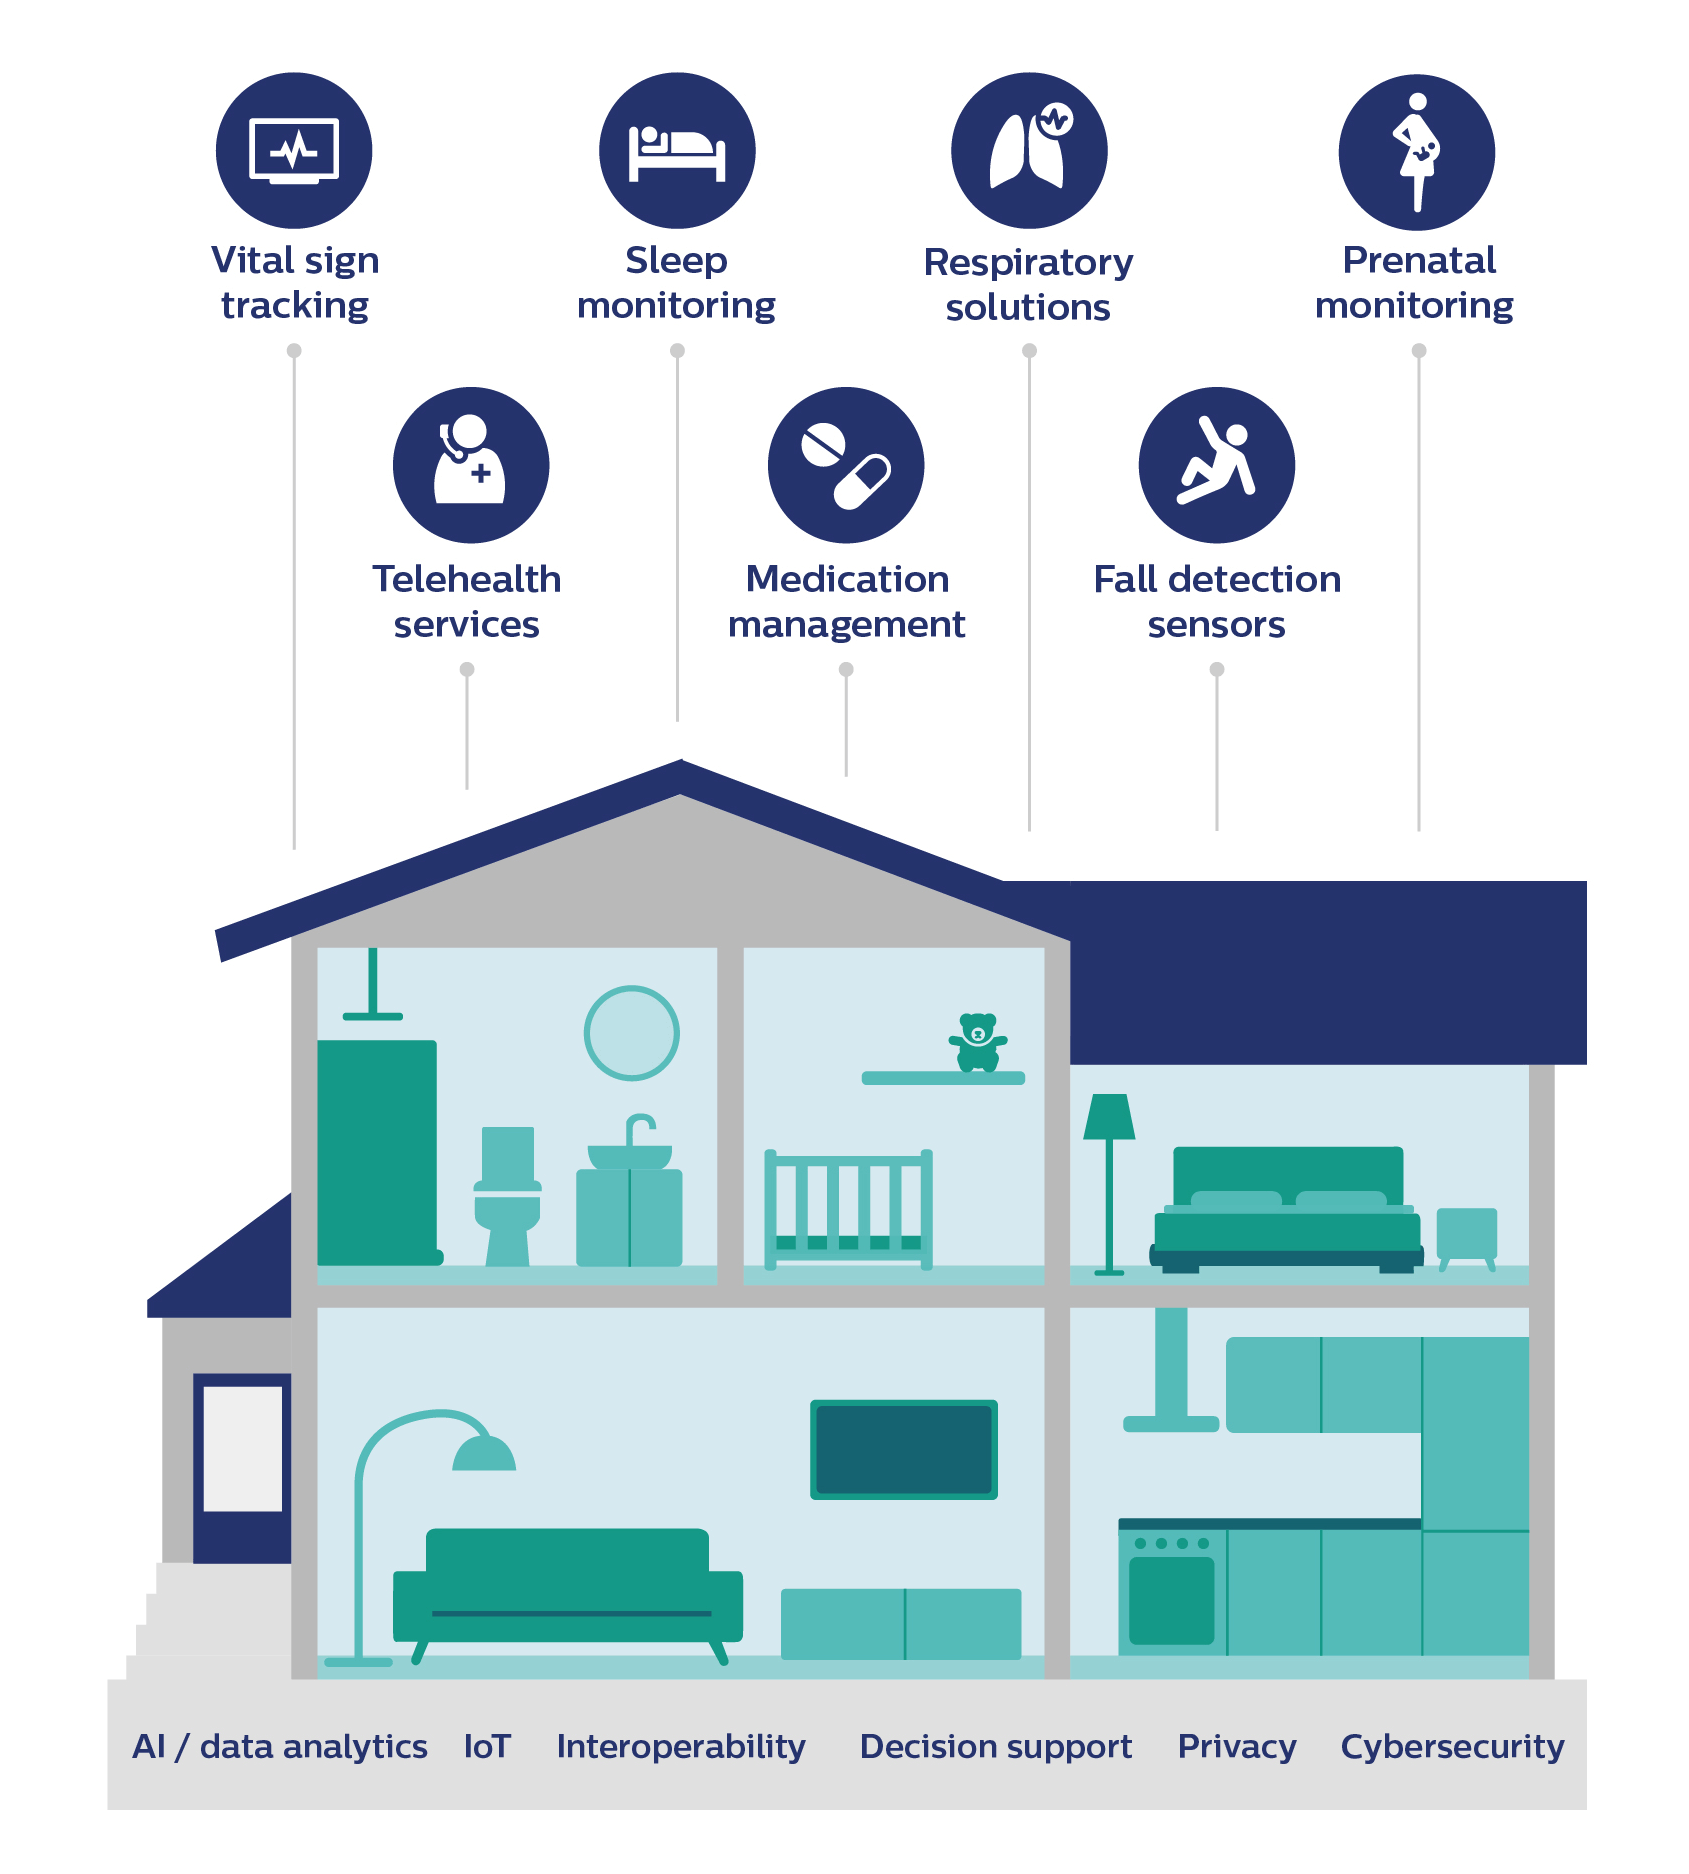 Vital sign
tracking
Sleep
monitoring
Respiratory
solutions
Prenatal
monitoring
Telehealth
services
Medication
management
Fall detection
sensors
AI / data analytics
IoT
Interoperability
Decision support
Privacy
Cybersecurity